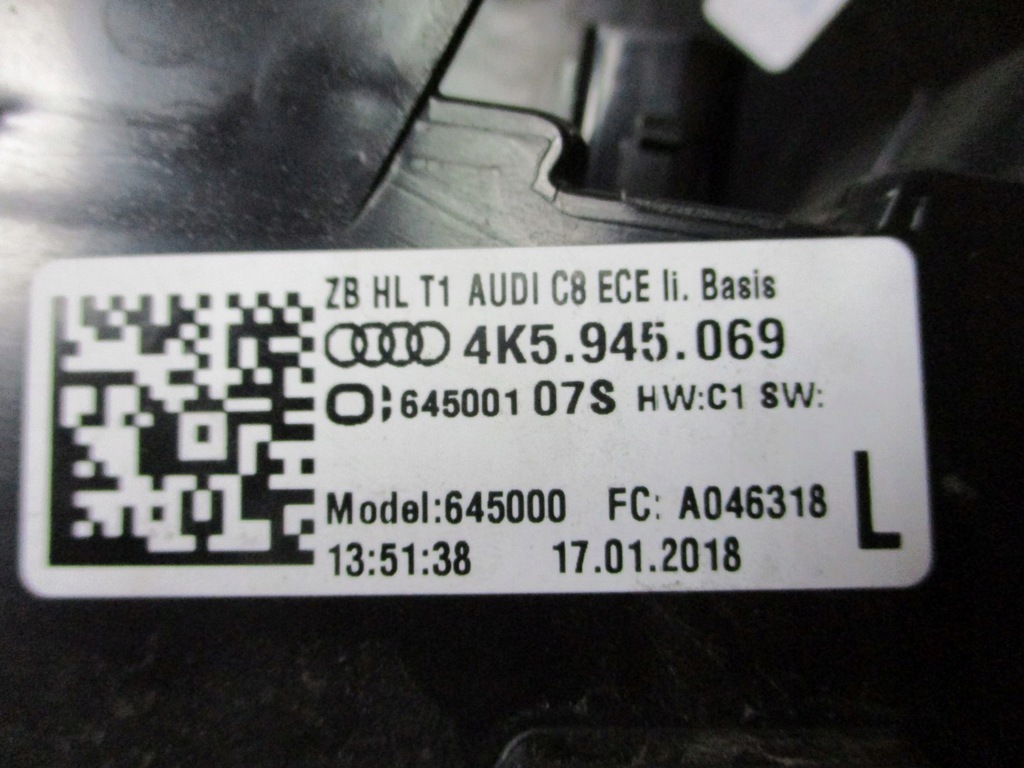 ZB HL T1 AUDI C8 ECE li. Basis
4K5.945.069
O;645001 07S HW:C1 SW:
Model:645000 FC: A046318
L
13:51:38 17.01.2018